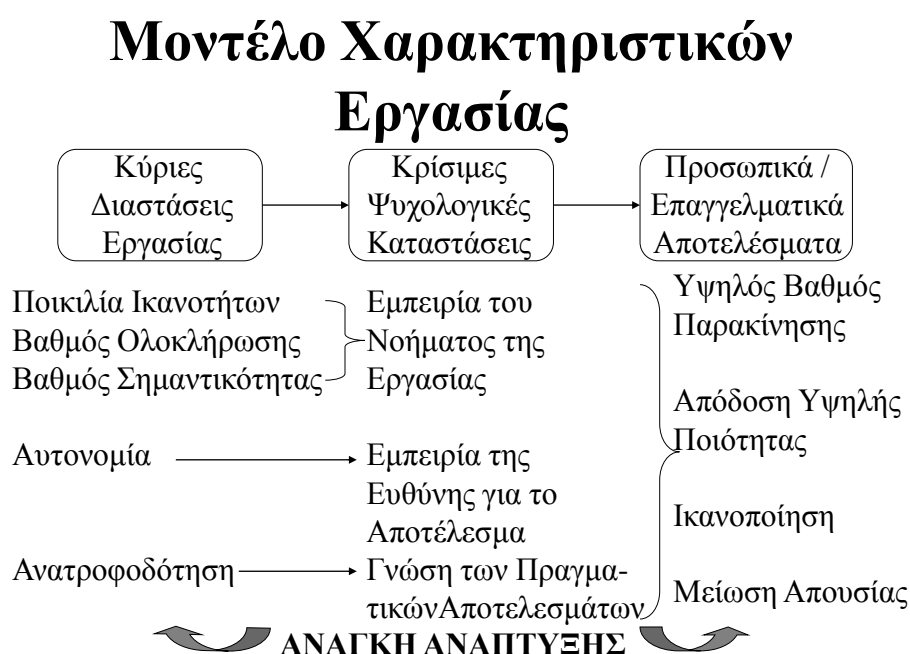 Μοντέλο Χαρακτηριστικών
Εργασίας
Κύριες
Διαστάσεις
Εργασίας
Κρίσιμες
Ψυχολογικές
Καταστάσεις
Προσωπικά /
Επαγγελματικά
Αποτελέσματα
Ποικιλία Ικανοτήτων
Βαθμός Ολοκλήρωσης
Βαθμός Σημαντικότητας
Εμπειρία του
Νοήματος της
Εργασίας
Υψηλός Βαθμός
Παρακίνησης
Απόδοση Υψηλής
Ποιότητας
Αυτονομία
Εμπειρία της
Ευθύνης για το
Αποτέλεσμα
Ικανοποίηση
Ανατροφοδότηση
Γνώση των Πραγμα-
τικώνΑποτελεσμάτων
Μείωση Απουσίας
ΑΝΑΓΚΗ ΑΝΑΠΤΥΞΗΣ